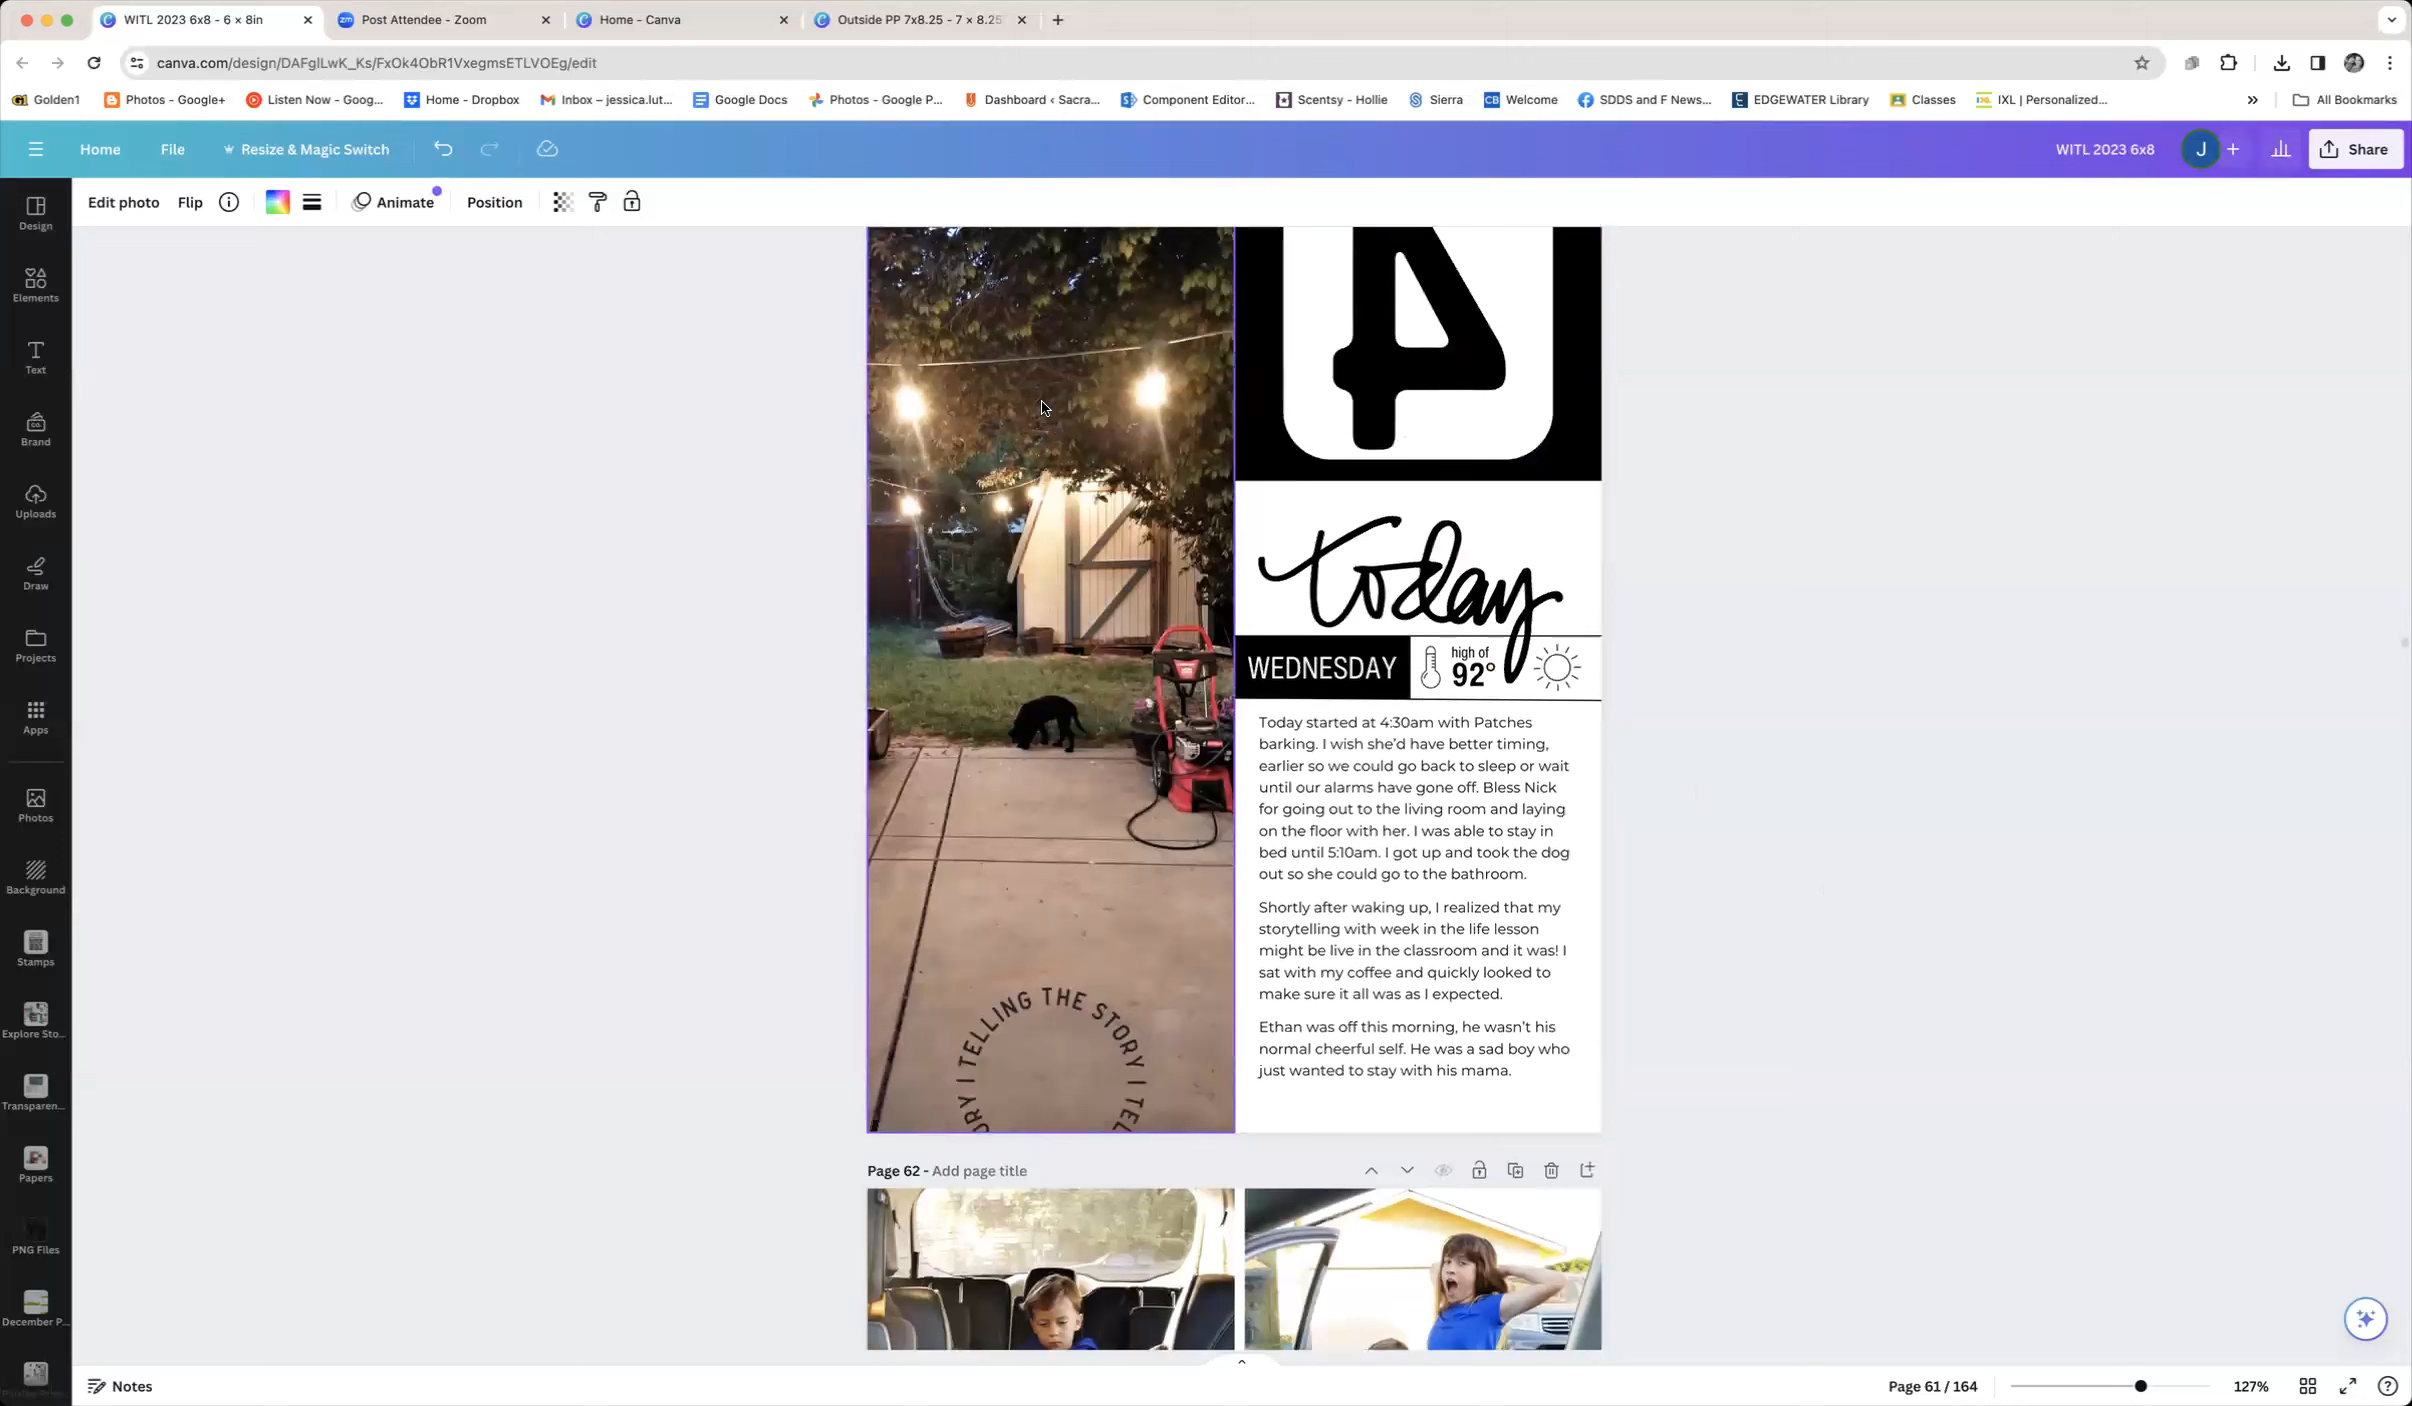 WITL 2023 6x8 - 6 × 8in
Post Attendee - Zoom
Home - Canva
Outside PP 7x8.25 - 7 × 8.25
canva.com/design/DAFgILwK_Ks/FxOk4ObR1VxegmsETLVOEg/edit
Golden1
Photos - Google+
Listen Now - Goog...
Home - Dropbox
Inbox – jessica.lut...
Google Docs
Photos - Google P...
Dashboard ‹ Sacra...
Component Editor...
Scentsy - Hollie
Sierra
Welcome
SDDS and F News...
EDGEWATER Library
Classes
IXL | Personalized...
All Bookmarks
Home
File
Resize & Magic Switch
WITL 2023 6x8
J
Share
Edit photo
Flip
Animate
Position
Design
Elements
Text
Brand
Uploads
Draw
Projects
Apps
Photos
Background
Stamps
Explore Sto...
Transparen...
Papers
PNG Files
December P...
TELLING THE STORY
4
today
WEDNESDAY
high of
92°
Today started at 4:30am with Patches
barking. I wish she'd have better timing,
earlier so we could go back to sleep or wait
until our alarms have gone off. Bless Nick
for going out to the living room and laying
on the floor with her. I was able to stay in
bed until 5:10am. I got up and took the dog
out so she could go to the bathroom.
Shortly after waking up, I realized that my
storytelling with week in the life lesson
might be live in the classroom and it was! I
sat with my coffee and quickly looked to
make sure it all was as I expected.
Ethan was off this morning, he wasn't his
normal cheerful self. He was a sad boy who
just wanted to stay with his mama.
Page 62 - Add page title
Notes
Page 61 / 164
127%